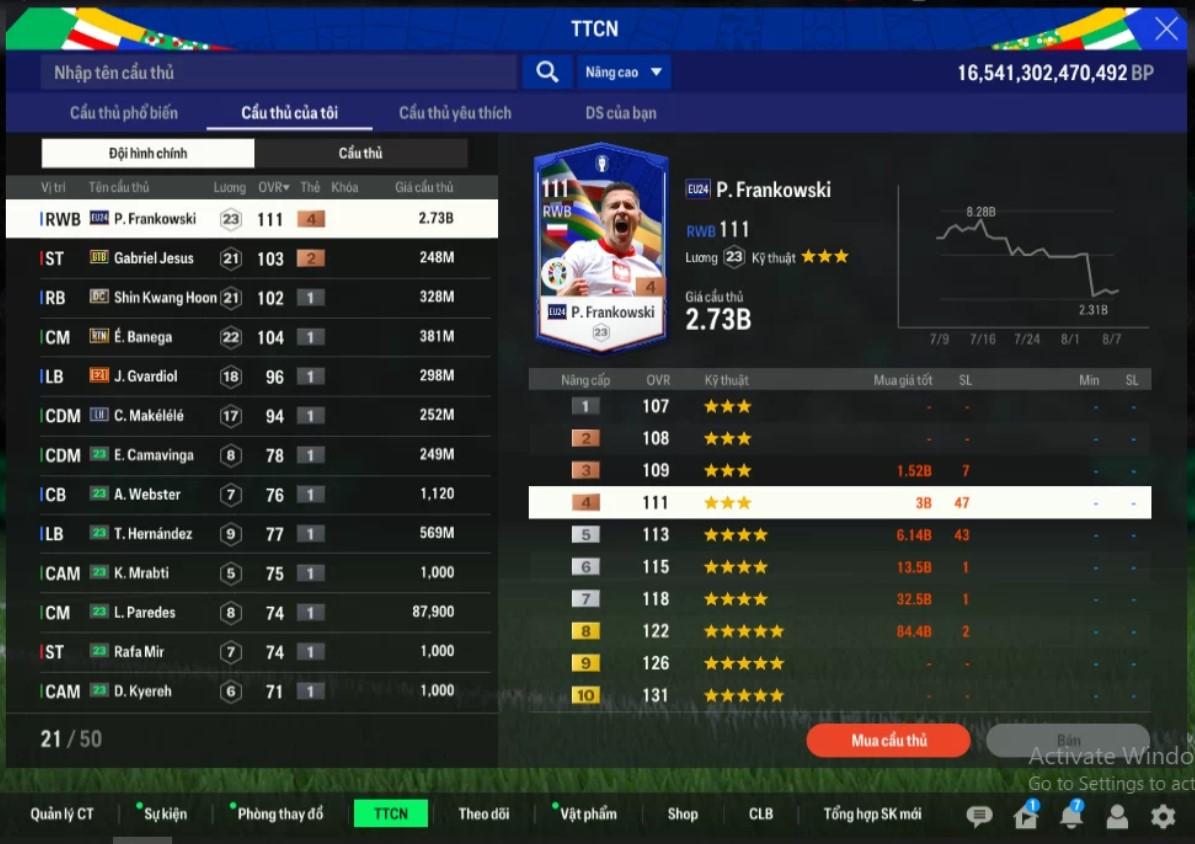 TTCN
Nhập tên cầu thủ Nâng cao 16,541,302,470,492 BP
Cầu thủ phổ biến Cầu thủ của tôi Cầu thủ yêu thích DS của bạn
Đội hình chính Cầu thủ
Vị trí Tên cầu thủ Lương OVR▾ Thẻ Khóa Giá cầu thủ
RWB EU24 P. Frankowski 23 111 4 2.73B
ST BTB Gabriel Jesus 21 103 2 248M
RB DC Shin Kwang Hoon 21 102 1 328M
CM RTN É. Banega 22 104 1 381M
LB E21 J. Gvardiol 18 96 1 298M
CDM LH C. Makélélé 17 94 1 252M
CDM 23 E. Camavinga 8 78 1 249M
CB 23 A. Webster 7 76 1 1,120
LB 23 T. Hernández 9 77 1 569M
CAM 23 K. Mrabti 5 75 1 1,000
CM 23 L. Paredes 8 74 1 87,900
ST 23 Rafa Mir 7 74 1 1,000
CAM 23 D. Kyereh 6 71 1 1,000
21 / 50
111
RWB
4
EU24 P. Frankowski
23
EU24 P. Frankowski
RWB 111
Lương 23 Kỹ thuật ★★★
Giá cầu thủ
2.73B
8.28B
2.31B
7/9 7/16 7/24 8/1 8/7
Nâng cấp OVR Kỹ thuật Mua giá tốt SL Min SL
1 107 ★★★ - - - -
2 108 ★★★ - - - -
3 109 ★★★ 1.52B 7 - -
4 111 ★★★ 3B 47 - -
5 113 ★★★★ 6.14B 43 - -
6 115 ★★★★ 13.5B 1 - -
7 118 ★★★★ 32.5B 1 - -
8 122 ★★★★★ 84.4B 2 - -
9 126 ★★★★★ - - - -
10 131 ★★★★★ - - - -
Mua cầu thủ Bán
Activate Windo
Go to Settings to act
Quản lý CT Sự kiện Phòng thay đồ TTCN Theo dõi Vật phẩm Shop CLB Tổng hợp SK mới 1 7